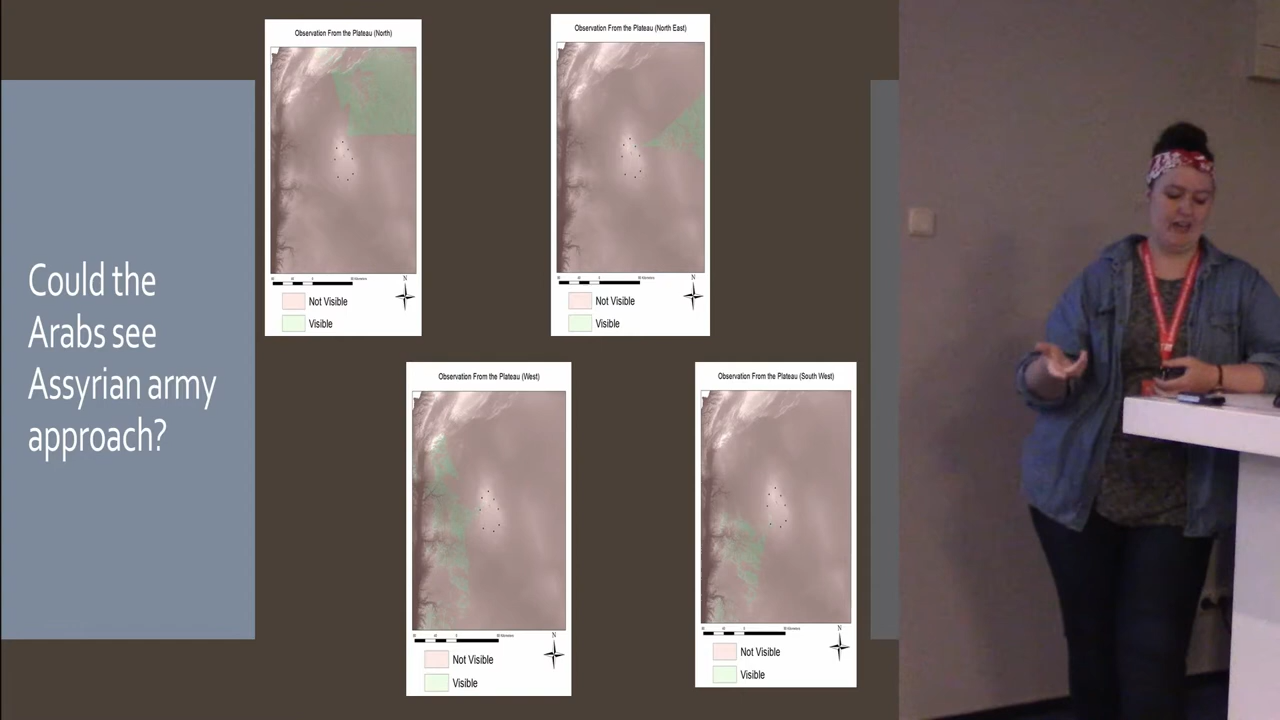 Could the
Arabs see
Assyrian army
approach?
Observation From the Plateau (North)
N
Not Visible
Visible
Observation From the Plateau (North East)
N
Not Visible
Visible
Observation From the Plateau (West)
N
Not Visible
Visible
Observation From the Plateau (South West)
N
Not Visible
Visible